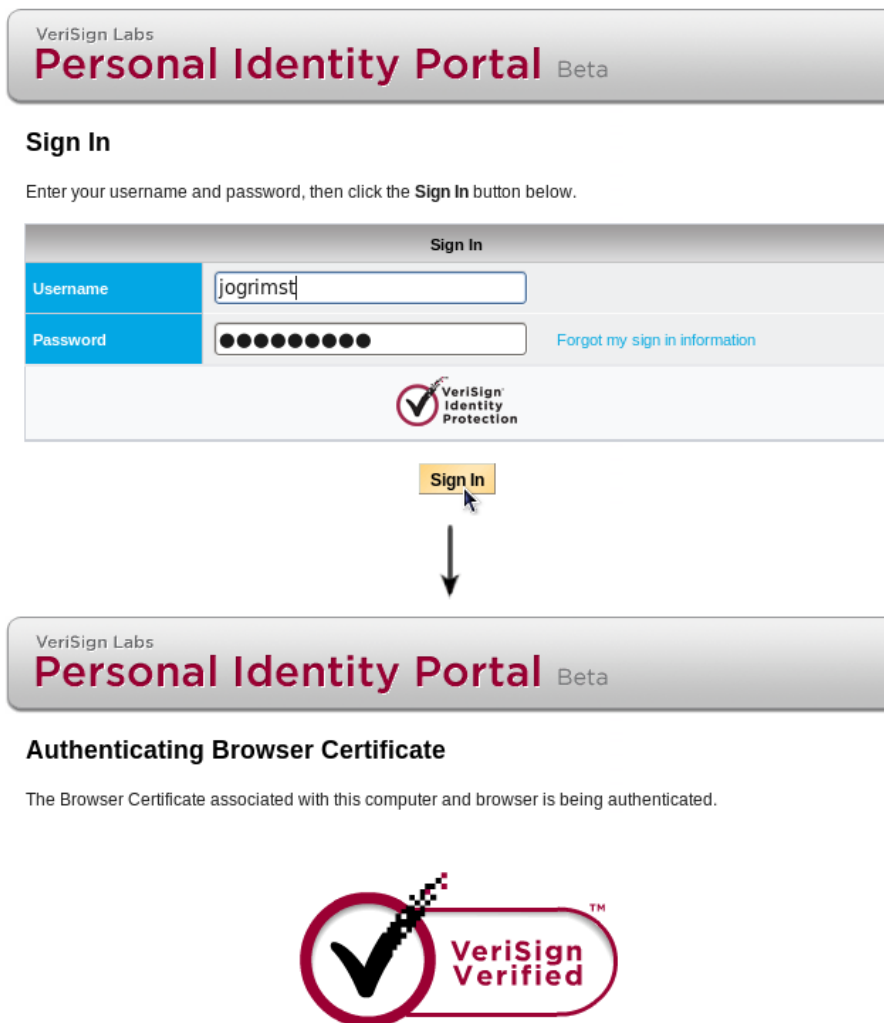 VeriSign Labs
Personal Identity Portal Beta
Sign In
Enter your username and password, then click the Sign In button below.
Sign In
Username jogrimst
Password ●●●●●●●●● Forgot my sign in information
VeriSign
Identity
Protection
Sign In
VeriSign Labs
Personal Identity Portal Beta
Authenticating Browser Certificate
The Browser Certificate associated with this computer and browser is being authenticated.
VeriSign™
Verified